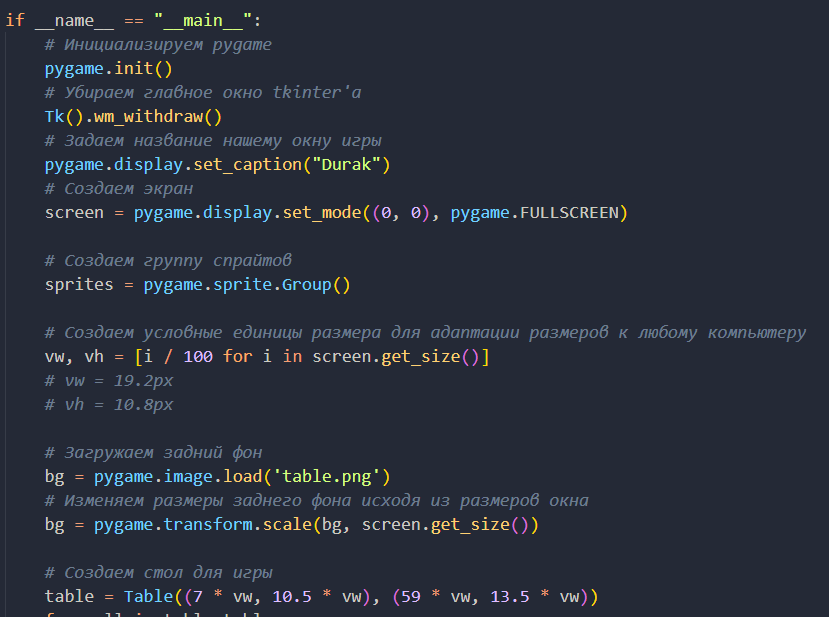 if __name__ == "__main__":
# Инициализируем pygame
pygame.init()
# Убираем главное окно tkinter'а
Tk().wm_withdraw()
# Задаем название нашему окну игры
pygame.display.set_caption("Durak")
# Создаем экран
screen = pygame.display.set_mode((0, 0), pygame.FULLSCREEN)
# Создаем группу спрайтов
sprites = pygame.sprite.Group()
# Создаем условные единицы размера для адаптации размеров к любому компьютеру
vw, vh = [i / 100 for i in screen.get_size()]
# vw = 19.2px
# vh = 10.8px
# Загружаем задний фон
bg = pygame.image.load('table.png')
# Изменяем размеры заднего фона исходя из размеров окна
bg = pygame.transform.scale(bg, screen.get_size())
# Создаем стол для игры
table = Table((7 * vw, 10.5 * vw), (59 * vw, 13.5 * vw))